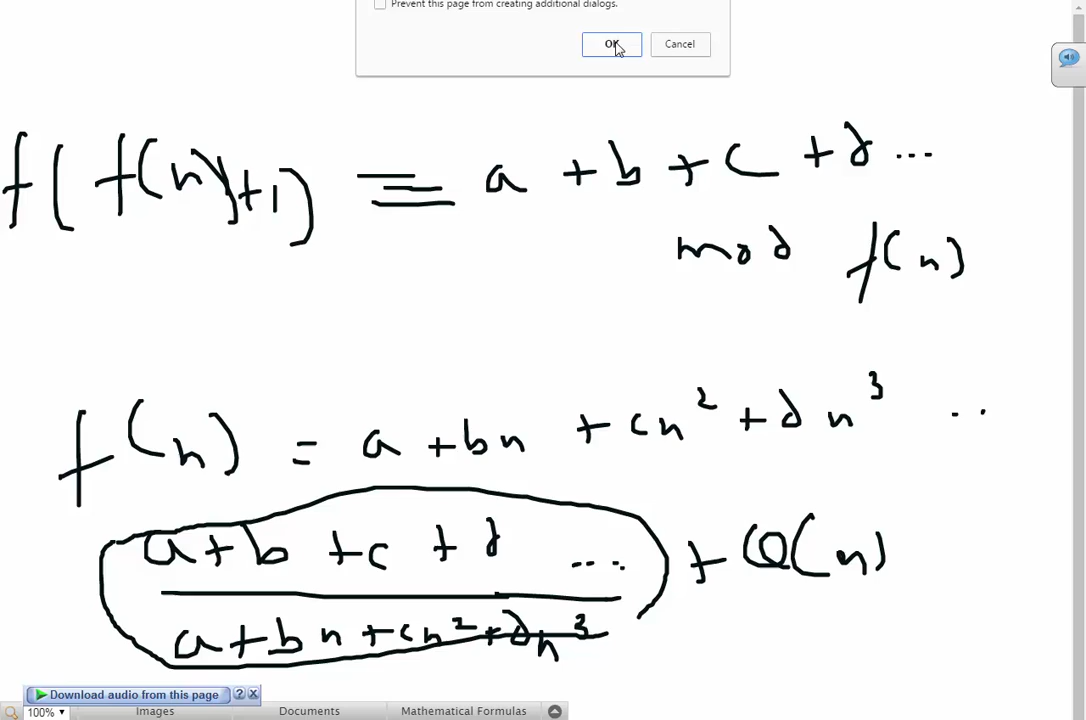 Prevent this page from creating additional dialogs.
OK Cancel
f( f(n)+1) ≡ a + b + c + d ...
mod f(n)
f(n) = a + bn + cn² + dn³ ..
a + b + c + d .... + Q(n)
a + bn + cn² + dn³
Download audio from this page ? x
100% Images Documents Mathematical Formulas